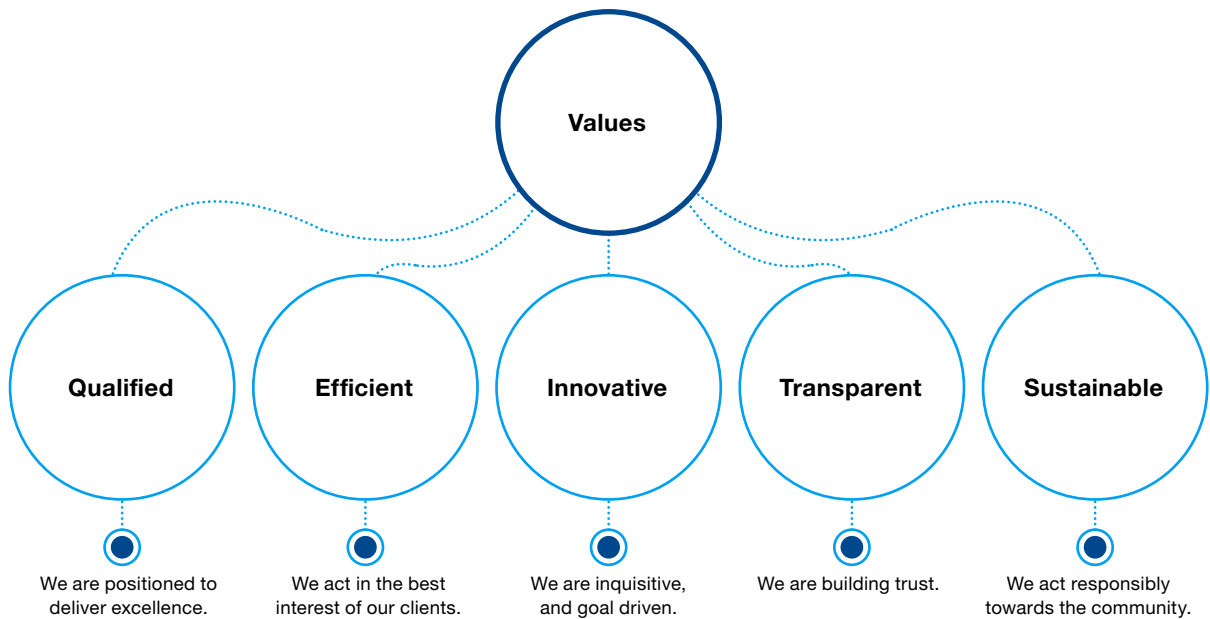 Values
Qualified
Efficient
Innovative
Transparent
Sustainable
We are positioned to
deliver excellence.
We act in the best
interest of our clients.
We are inquisitive,
and goal driven.
We are building trust.
We act responsibly
towards the community.